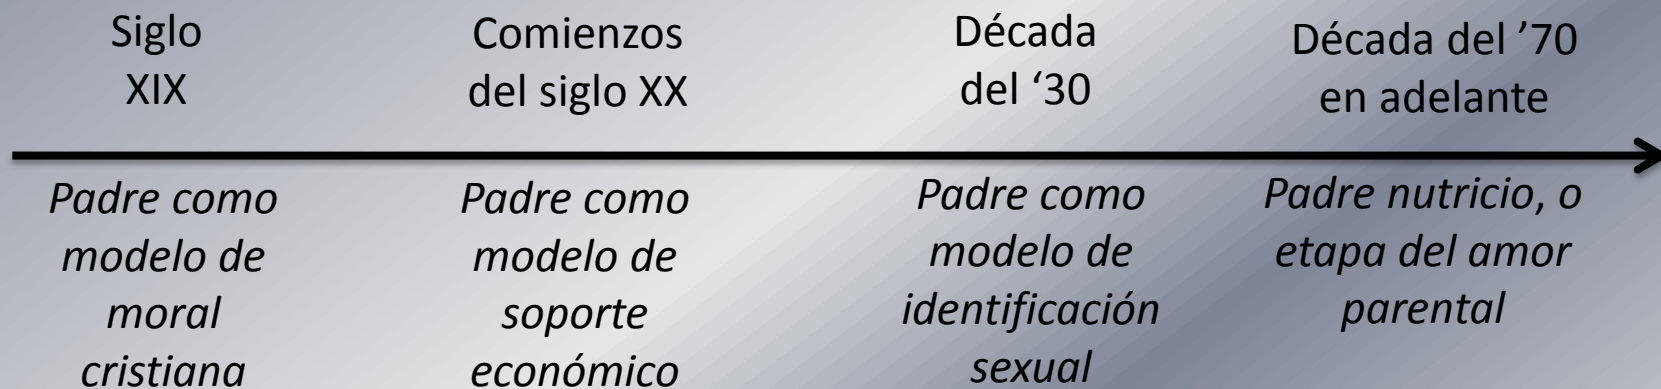 Siglo
XIX
Comienzos
del siglo XX
Década
del ‘30
Década del ’70
en adelante
Padre como
modelo de
moral
cristiana
Padre como
modelo de
soporte
económico
Padre como
modelo de
identificación
sexual
Padre nutricio, o
etapa del amor
parental